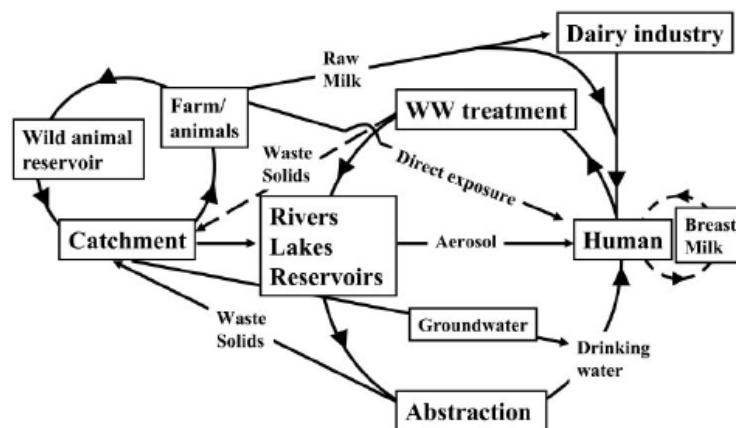 Dairy industry
Raw
Milk
Farm/
animals
WW treatment
Wild animal
reservoir
Waste
Solids
Direct exposure
Rivers
Lakes
Reservoirs
Catchment
Aerosol
Human
Breast
Milk
Waste
Solids
Groundwater
Drinking
water
Abstraction